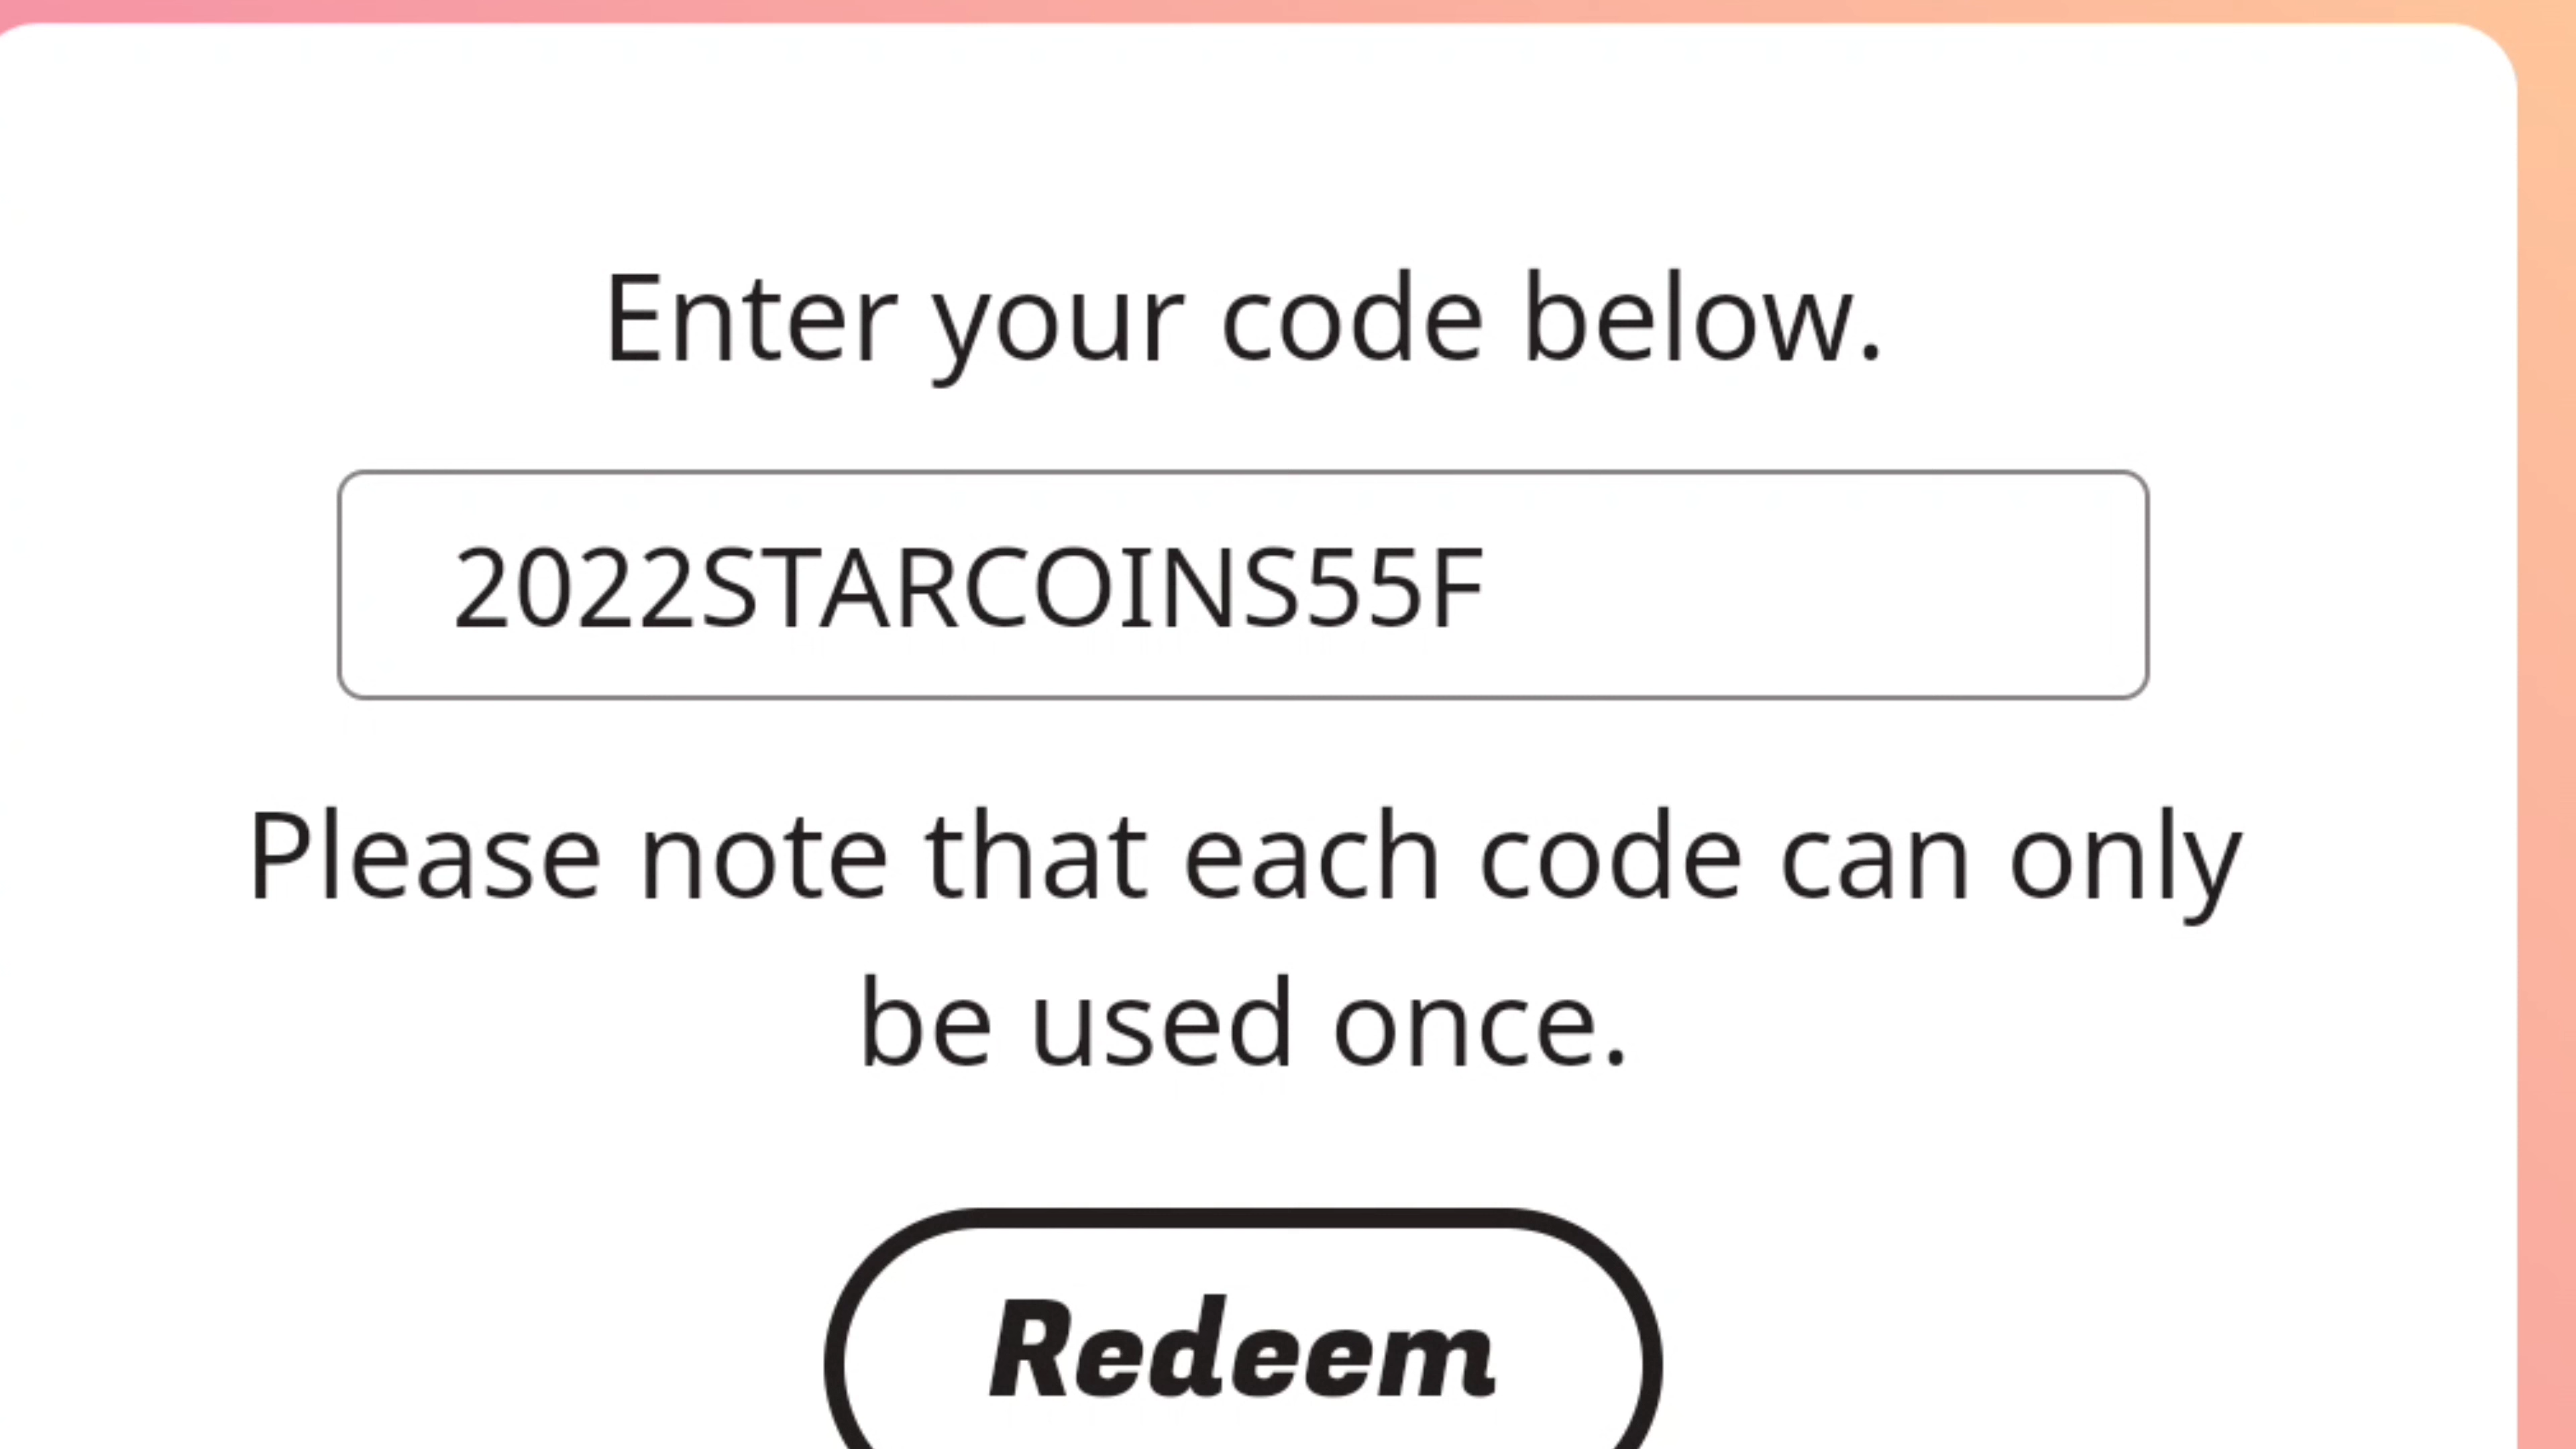 Enter your code below.
2022STARCOINS55F
Please note that each code can only
be used once.
Redeem